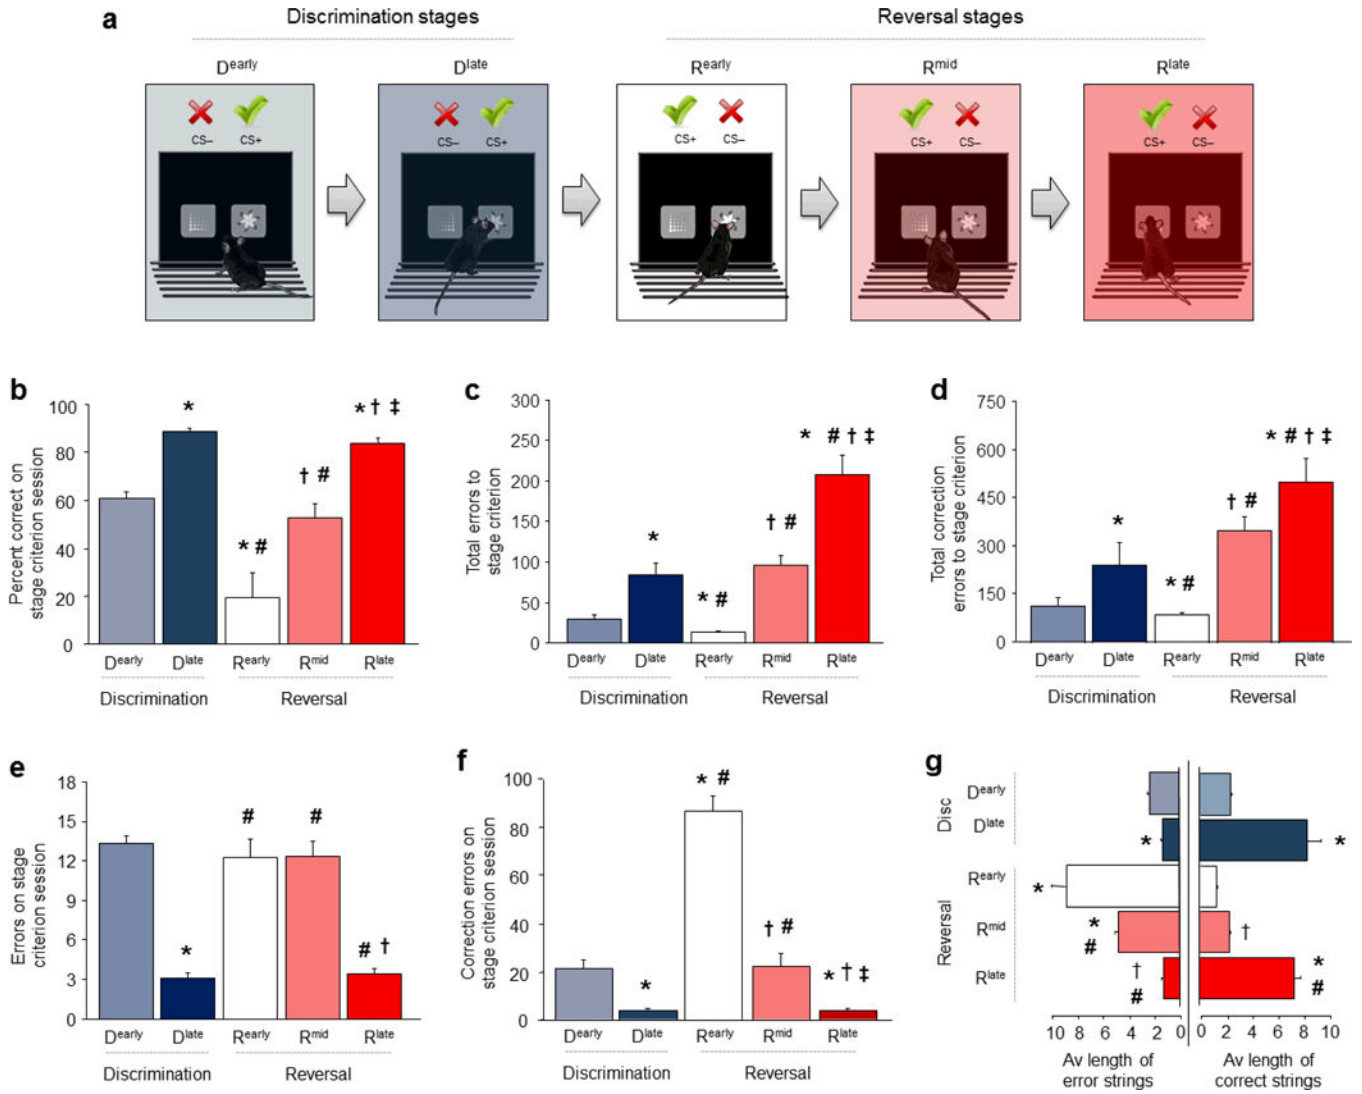 a
Discrimination stages
Reversal stages
Dearly
Dlate
Rearly
Rmid
Rlate
CS–
CS+
CS–
CS+
CS+
CS–
CS+
CS–
CS+
CS–
b
Percent correct on
stage criterion session
100
80
60
40
20
0
*
* #
† #
* † ‡
Dearly
Dlate
Rearly
Rmid
Rlate
Discrimination
Reversal
c
Total errors to
stage criterion
300
250
200
150
100
50
0
*
* #
† #
* # † ‡
Dearly
Dlate
Rearly
Rmid
Rlate
Discrimination
Reversal
d
Total correction
errors to stage criterion
750
600
450
300
150
0
*
* #
† #
* # † ‡
Dearly
Dlate
Rearly
Rmid
Rlate
Discrimination
Reversal
e
Errors on stage
criterion session
18
15
12
9
6
3
0
*
#
#
# †
Dearly
Dlate
Rearly
Rmid
Rlate
Discrimination
Reversal
f
Correction errors on
stage criterion session
100
80
60
40
20
0
*
* #
† #
* † ‡
Dearly
Dlate
Rearly
Rmid
Rlate
Discrimination
Reversal
g
Disc
Reversal
Dearly
Dlate
* *
Rearly
*
Rmid
* †
#
Rlate
† *
# #
10 8 6 4 2 0
0 2 4 6 8 10
Av length of
error strings
Av length of
correct strings